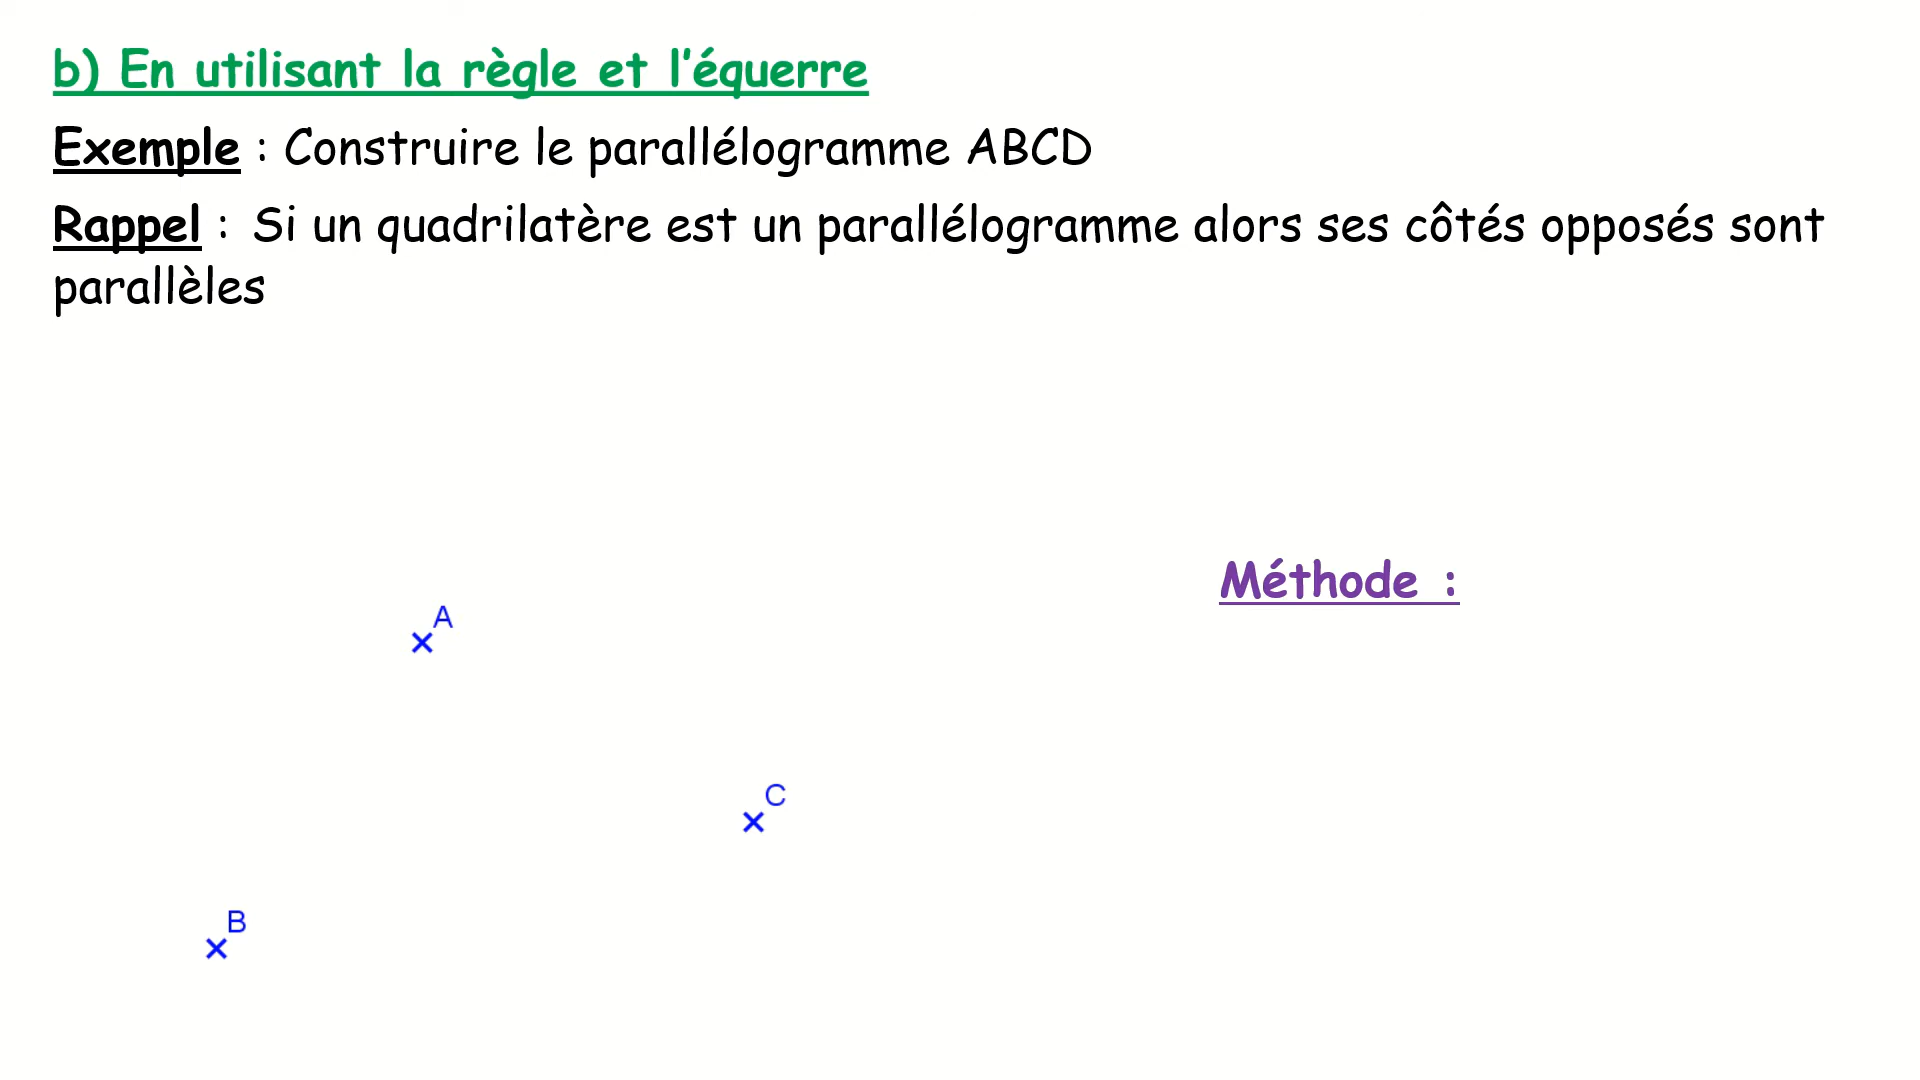 b) En utilisant la règle et l’équerre
Exemple : Construire le parallélogramme ABCD
Rappel : Si un quadrilatère est un parallélogramme alors ses côtés opposés sont
parallèles
Méthode :
A
C
B